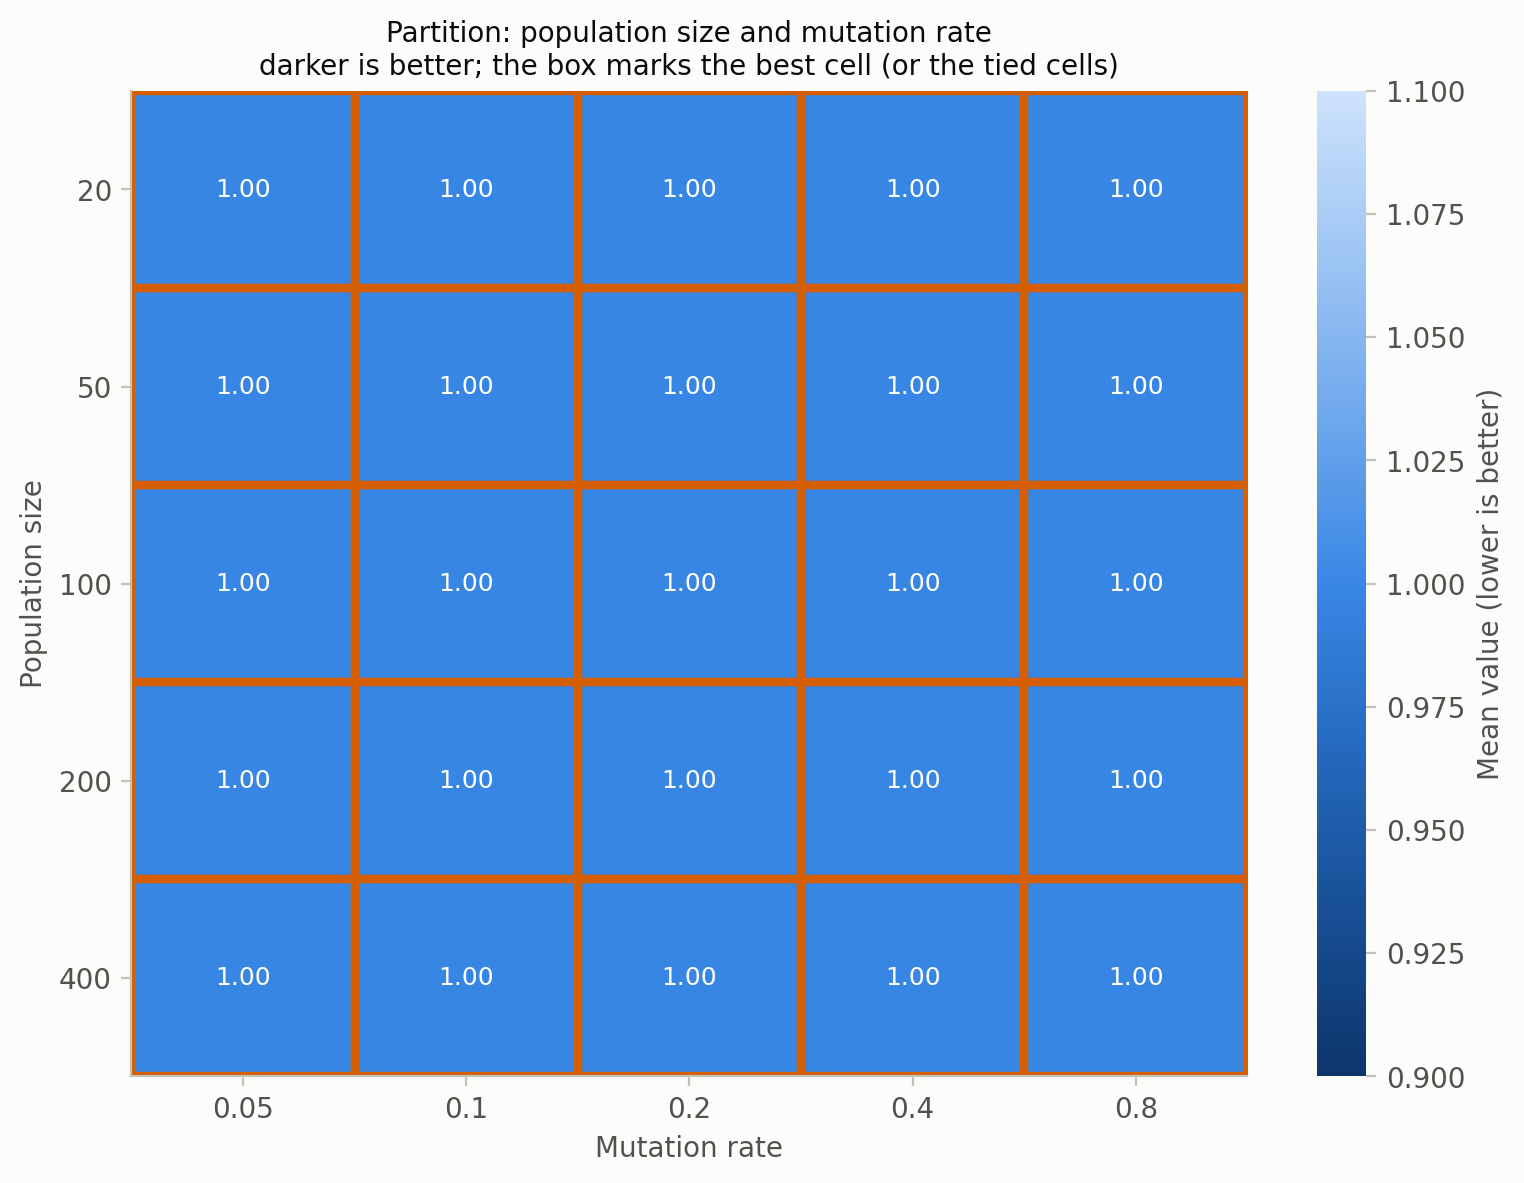 Partition: population size and mutation rate
darker is better; the box marks the best cell (or the tied cells)
20
1.00 1.00 1.00 1.00 1.00
50
1.00 1.00 1.00 1.00 1.00
100
1.00 1.00 1.00 1.00 1.00
200
1.00 1.00 1.00 1.00 1.00
400
1.00 1.00 1.00 1.00 1.00
Population size
0.05 0.1 0.2 0.4 0.8
Mutation rate
1.100
1.075
1.050
1.025
1.000
0.975
0.950
0.925
0.900
Mean value (lower is better)